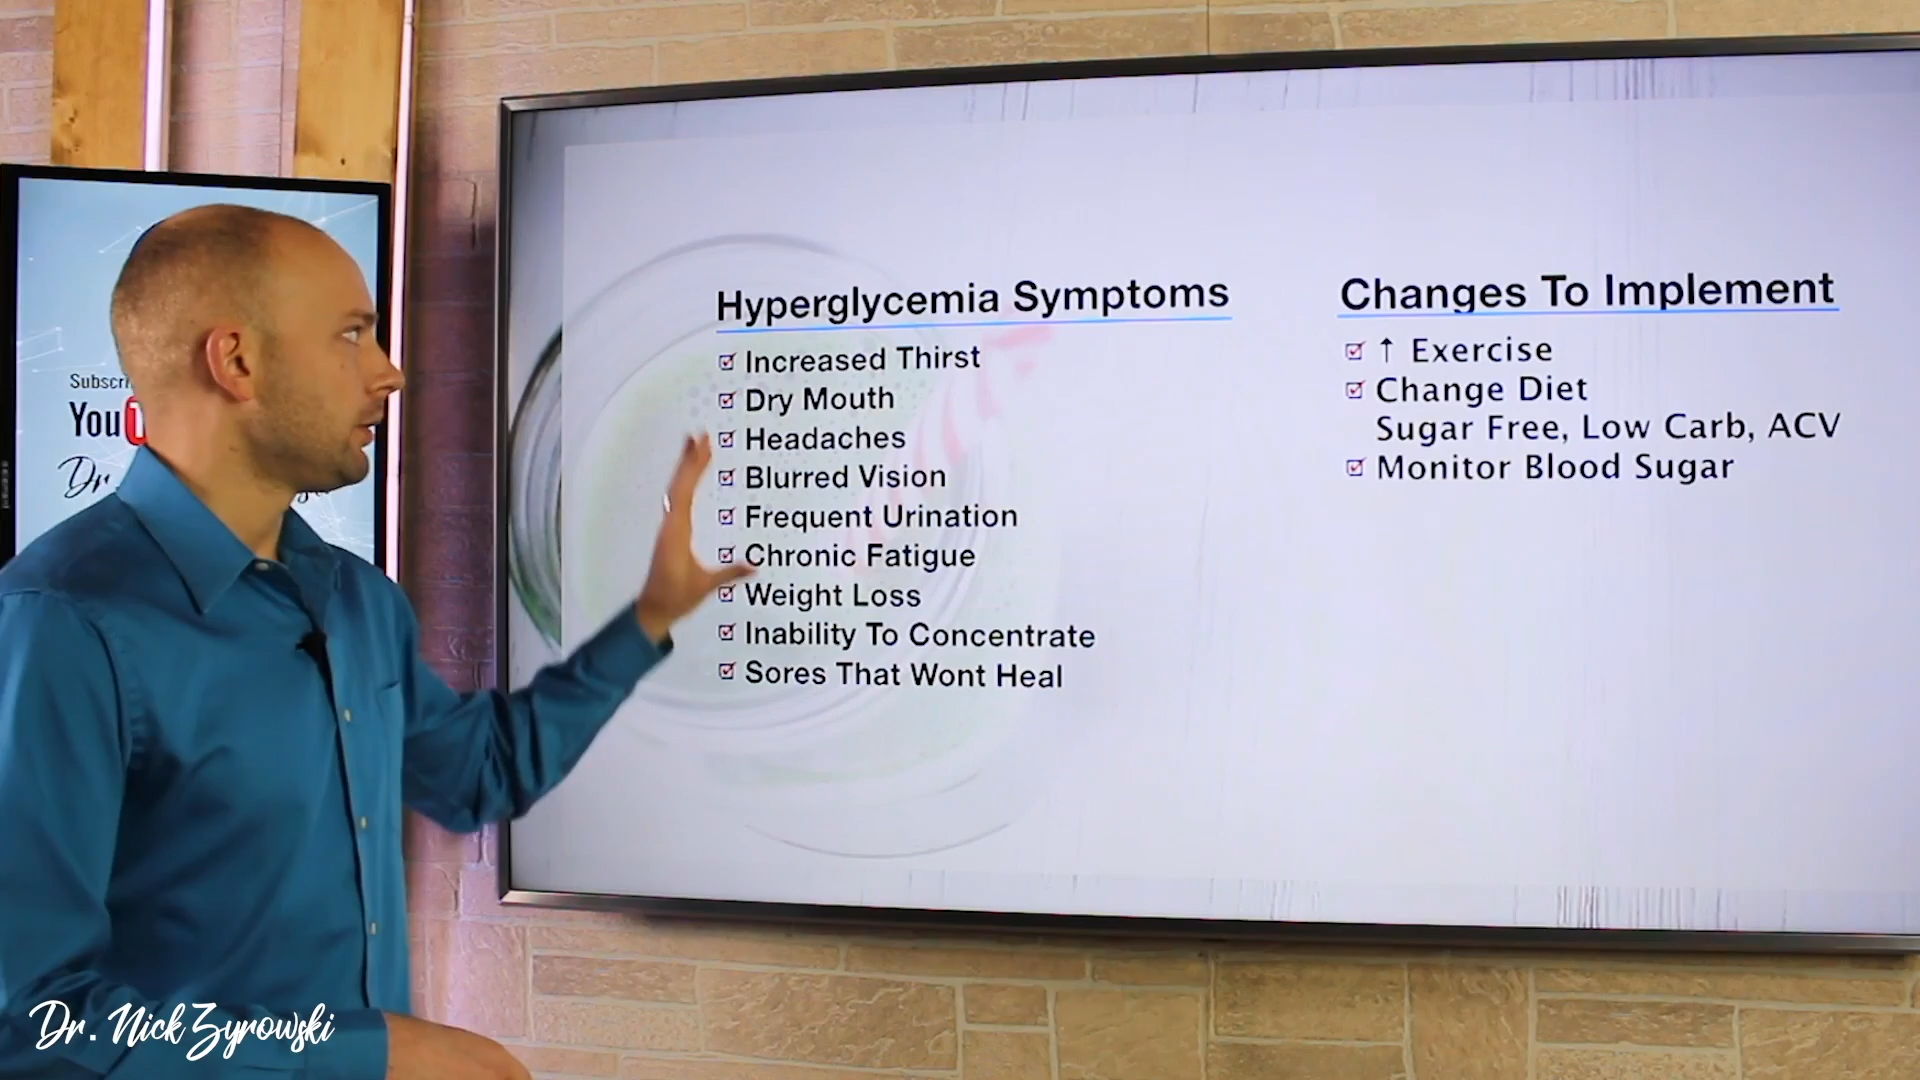 Subscri
You
Dr.
Hyperglycemia Symptoms
Increased Thirst
Dry Mouth
Headaches
Blurred Vision
Frequent Urination
Chronic Fatigue
Weight Loss
Inability To Concentrate
Sores That Wont Heal
Changes To Implement
↑ Exercise
Change Diet
Sugar Free, Low Carb, ACV
Monitor Blood Sugar
Dr. Nick Zyrowski